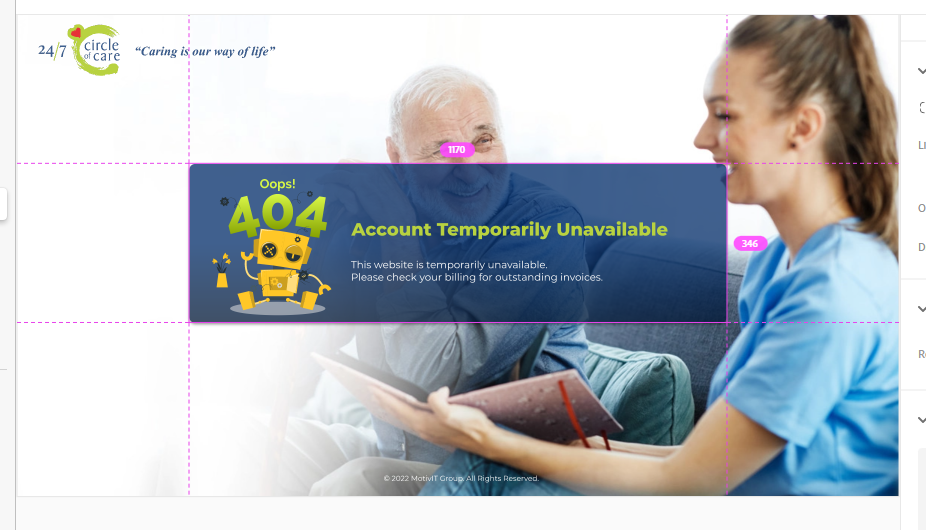 24/7 circle of care
"Caring is our way of life"
1170
Oops!
404
Account Temporarily Unavailable
346
This website is temporarily unavailable.
Please check your billing for outstanding invoices.
© 2022 MotivIT Group. All Rights Reserved.